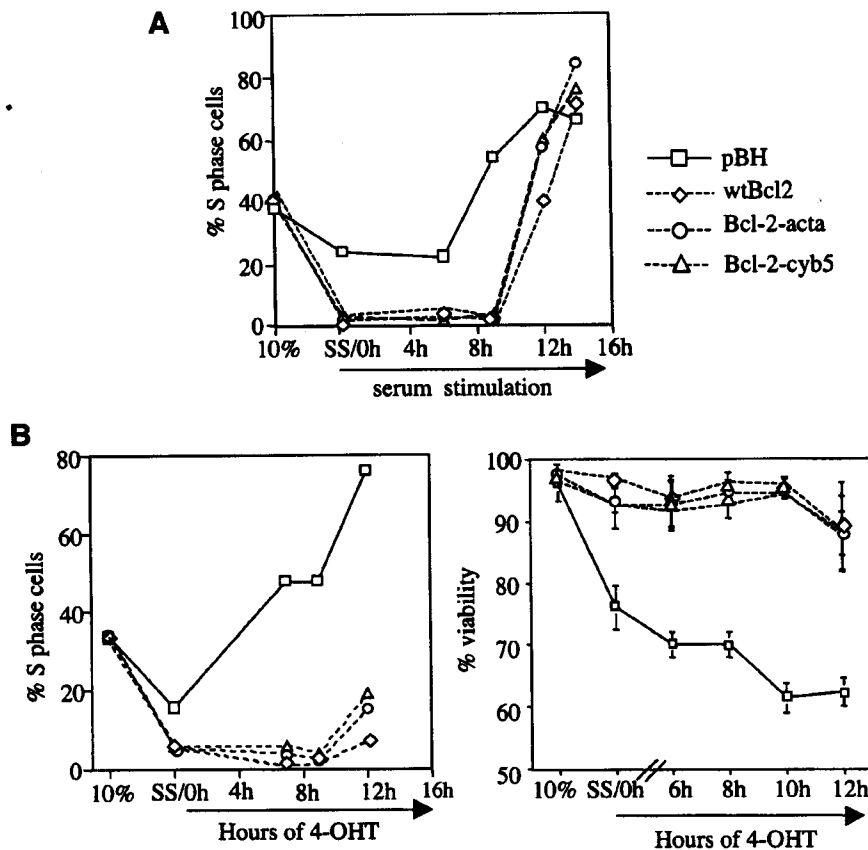 A
100
80
60
40
20
0
% S phase cells
10% SS/0h 4h 8h 12h 16h
serum stimulation
pBH
wtBcl2
Bcl-2-acta
Bcl-2-cyb5
B
80
60
40
20
0
% S phase cells
10% SS/0h 4h 8h 12h 16h
Hours of 4-OHT
100
90
80
70
60
50
% viability
10% SS/0h 6h 8h 10h 12h
Hours of 4-OHT